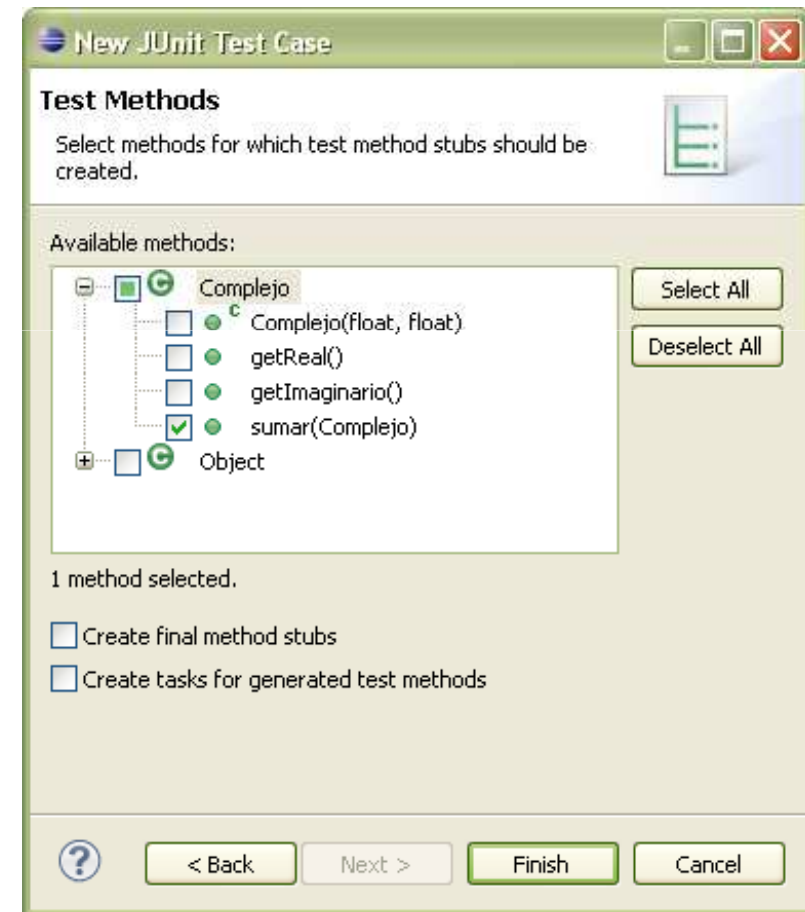 New JUnit Test Case
Test Methods
Select methods for which test method stubs should be
created.
Available methods:
C Complejo
C Complejo(float, float)
getReal()
getImaginario()
sumar(Complejo)
C Object
Select All
Deselect All
1 method selected.
Create final method stubs
Create tasks for generated test methods
? < Back Next > Finish Cancel